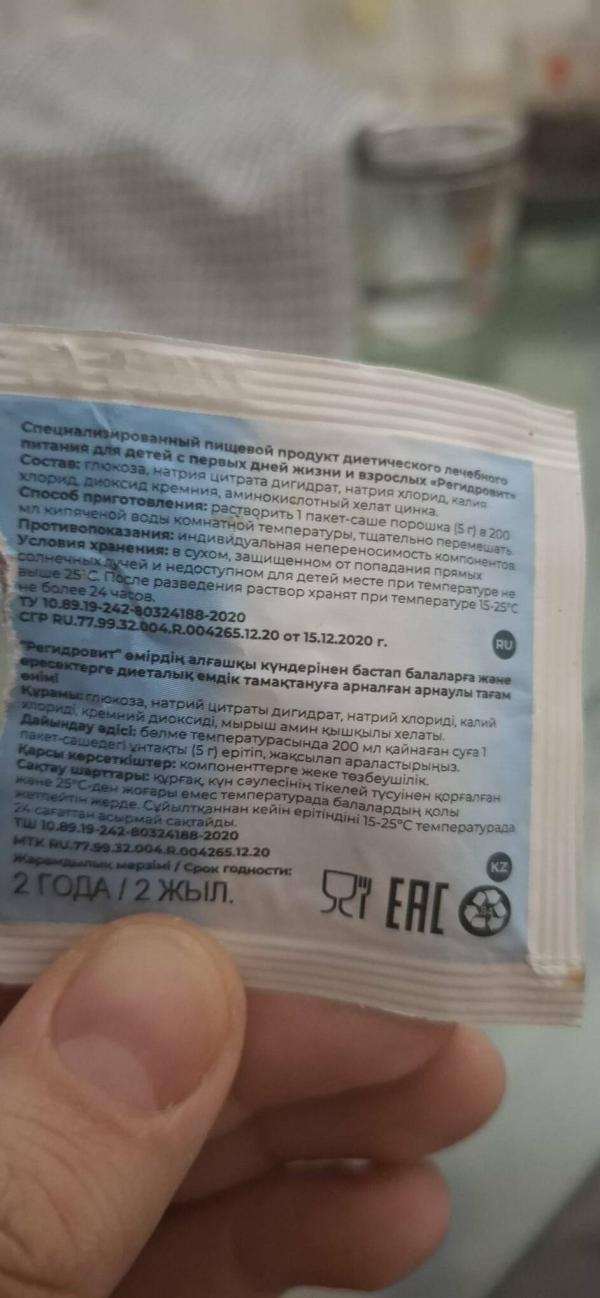 Специализированный пищевой продукт диетического лечебного
питания для детей с первых дней жизни и взрослых «Регидровит»
Состав: глюкоза, натрия цитрата дигидрат, натрия хлорид, калия
хлорид, диоксид кремния, аминокислотный хелат цинка.
Способ приготовления: растворить 1 пакет-саше порошка (5 г) в 200
мл кипяченой воды комнатной температуры, тщательно перемешать.
Противопоказания: индивидуальная непереносимость компонентов.
Условия хранения: в сухом, защищенном от попадания прямых
солнечных лучей и недоступном для детей месте при температуре не
выше 25°С. После разведения раствор хранят при температуре 15-25°С
не более 24 часов.
ТУ 10.89.19-242-80324188-2020
СГР RU.77.99.32.004.R.004265.12.20 от 15.12.2020 г.
RU
"Регидровит" өмірдің алғашқы күндерінен бастап балаларға және
ересектерге диеталық емдік тамақтануға арналған арнаулы тағам
өнімі
Құрамы: глюкоза, натрий цитраты дигидрат, натрий хлориді, калий
хлориді, кремний диоксиді, мырыш амин қышқылы хелаты.
Дайындау әдісі: бөлме температурасында 200 мл қайнаған суға 1
пакет-сашедегі ұнтақты (5 г) ерітіп, жақсылап араластырыңыз.
Қарсы көрсеткіштер: компоненттерге жеке төзбеушілік.
Сақтау шарттары: құрғақ, күн сәулесінің тікелей түсуінен қорғалған
және 25°С-ден жоғары емес температурада балалардың қолы
жетпейтін жерде. Сұйылтқаннан кейін ерітіндіні 15-25°С температурада
24 сағаттан асырмай сақтайды.
ТШ 10.89.19-242-80324188-2020
МТК RU.77.99.32.004.R.004265.12.20
KZ
Жарамдылық мерзімі / Срок годности:
2 ГОДА / 2 ЖЫЛ.
EAC